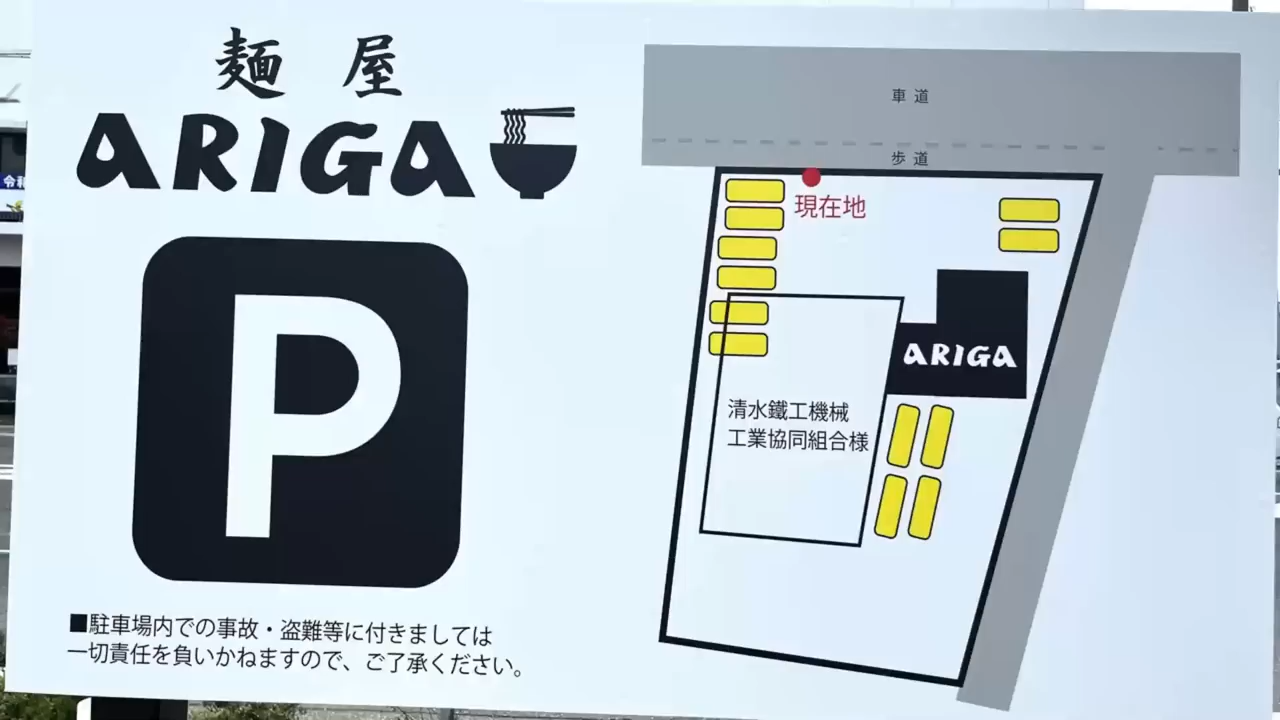 麺屋
ARIGA
P
■駐車場内での事故・盗難等に付きましては
一切責任を負いかねますので、ご了承ください。
車道
歩道
現在地
ARIGA
清水鐵工機械
工業協同組合様
令和